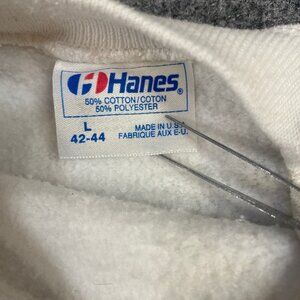 Hanes®
50% COTTON/COTON
50% POLYESTER
L
42-44
MADE IN U.S.A.
FABRIQUE AUX E-U.